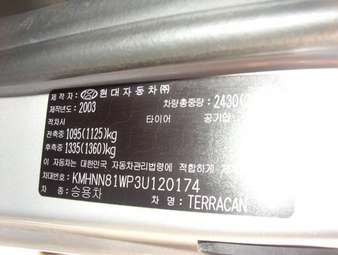 제 작 자 : 현대자동차㈜
제작년도 : 2003 차량총중량 : 2430
적차시 타이어 공기압
전축중 1095(1125)kg
후축중 1335(1360)kg
이 자동차는 대한민국 자동차관리법령에 적합하게
차대번호 : KMHNN81WP3U120174
차 종 : 승용차 차 명 : TERRACAN